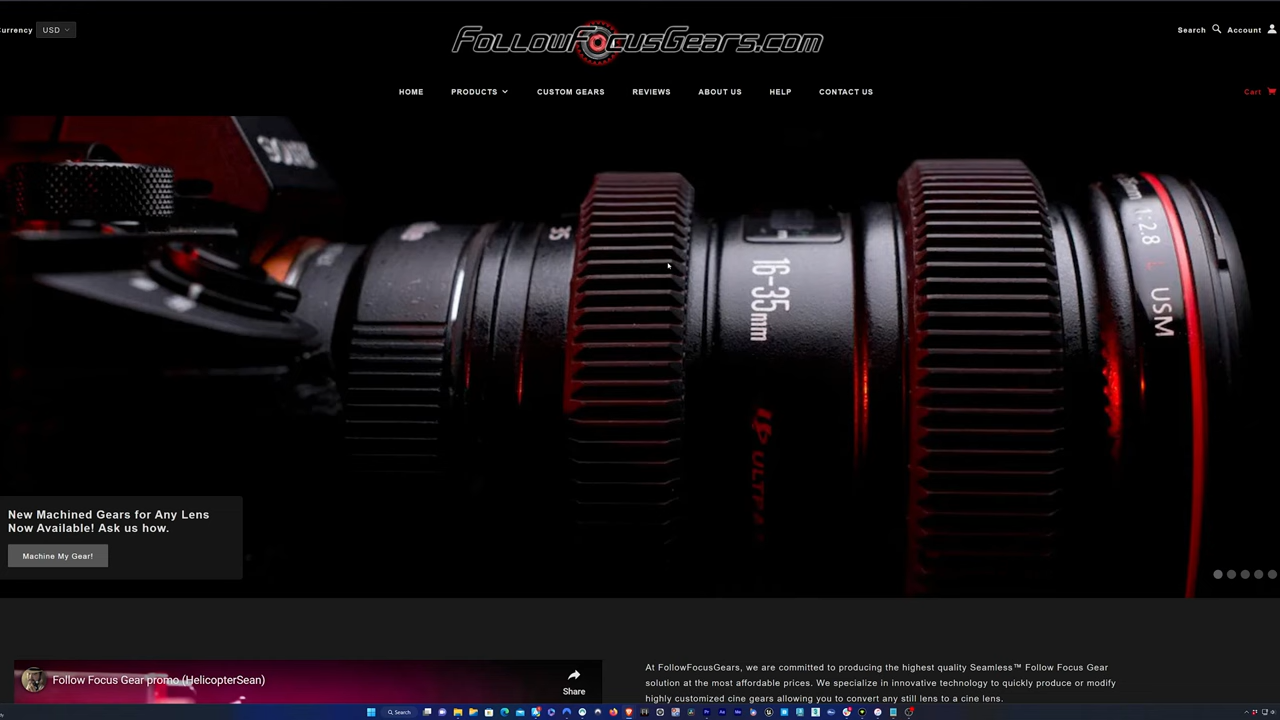 Currency USD
FollowFocusGears.com
Search Account
HOME PRODUCTS CUSTOM GEARS REVIEWS ABOUT US HELP CONTACT US
Cart
35
16-35mm
1:2.8 L USM
ULTRA
New Machined Gears for Any Lens
Now Available! Ask us how.
Machine My Gear!
Follow Focus Gear promo (HelicopterSean)
Share
At FollowFocusGears, we are committed to producing the highest quality Seamless™ Follow Focus Gear
solution at the most affordable prices. We specialize in innovative technology to quickly produce or modify
highly customized cine gears allowing you to convert any still lens to a cine lens.
Search